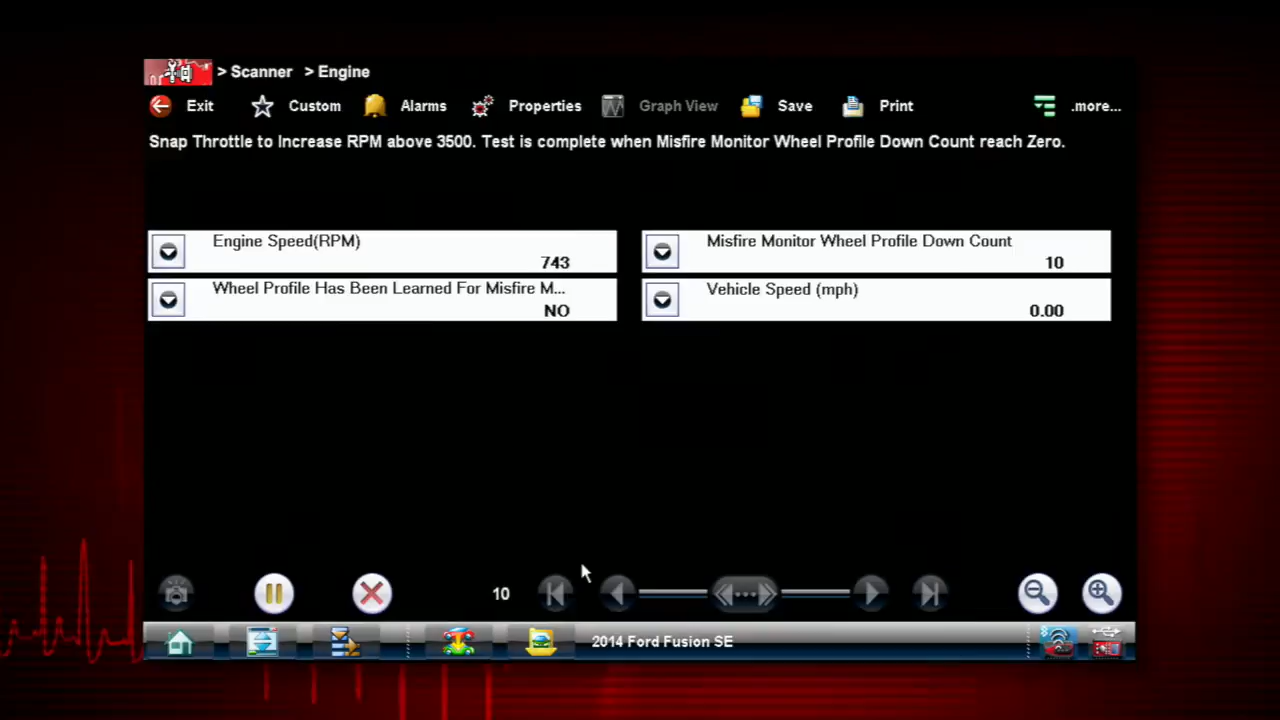 > Scanner > Engine
Exit Custom Alarms Properties Graph View Save Print .more...
Snap Throttle to Increase RPM above 3500. Test is complete when Misfire Monitor Wheel Profile Down Count reach Zero.
Engine Speed(RPM)
743
Misfire Monitor Wheel Profile Down Count
10
Wheel Profile Has Been Learned For Misfire M...
NO
Vehicle Speed (mph)
0.00
10
2014 Ford Fusion SE